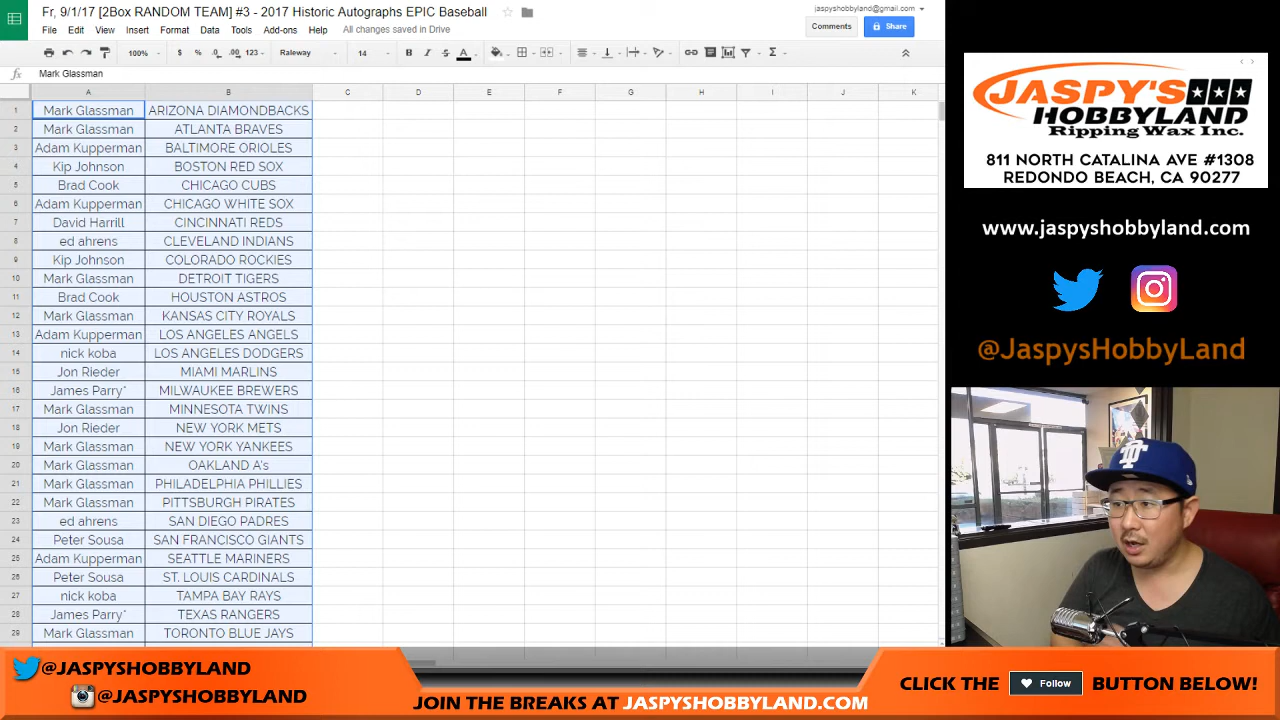 Fr, 9/1/17 [2Box RANDOM TEAM] #3 - 2017 Historic Autographs EPIC Baseball
jaspyhobbyland@gmail.com
File Edit View Insert Format Data Tools Add-ons Help All changes saved in Drive
Comments
Share
100% $ % .0 .00 123 Raleway 14 B I S A
fx Mark Glassman
A B C D E F G H I J K
1 Mark Glassman ARIZONA DIAMONDBACKS
2 Mark Glassman ATLANTA BRAVES
3 Adam Kupperman BALTIMORE ORIOLES
4 Kip Johnson BOSTON RED SOX
5 Brad Cook CHICAGO CUBS
6 Adam Kupperman CHICAGO WHITE SOX
7 David Harrill CINCINNATI REDS
8 ed ahrens CLEVELAND INDIANS
9 Kip Johnson COLORADO ROCKIES
10 Mark Glassman DETROIT TIGERS
11 Brad Cook HOUSTON ASTROS
12 Mark Glassman KANSAS CITY ROYALS
13 Adam Kupperman LOS ANGELES ANGELS
14 nick koba LOS ANGELES DODGERS
15 Jon Rieder MIAMI MARLINS
16 James Parry* MILWAUKEE BREWERS
17 Mark Glassman MINNESOTA TWINS
18 Jon Rieder NEW YORK METS
19 Mark Glassman NEW YORK YANKEES
20 Mark Glassman OAKLAND A's
21 Mark Glassman PHILADELPHIA PHILLIES
22 Mark Glassman PITTSBURGH PIRATES
23 ed ahrens SAN DIEGO PADRES
24 Peter Sousa SAN FRANCISCO GIANTS
25 Adam Kupperman SEATTLE MARINERS
26 Peter Sousa ST. LOUIS CARDINALS
27 nick koba TAMPA BAY RAYS
28 James Parry* TEXAS RANGERS
29 Mark Glassman TORONTO BLUE JAYS
JASPY'S
HOBBYLAND
Ripping Wax Inc.
811 NORTH CATALINA AVE #1308
REDONDO BEACH, CA 90277
www.jaspyshobbyland.com
@JaspysHobbyLand
@JASPYSHOBBYLAND
@JASPYSHOBBYLAND
JOIN THE BREAKS AT JASPYSHOBBYLAND.COM
CLICK THE Follow BUTTON BELOW!